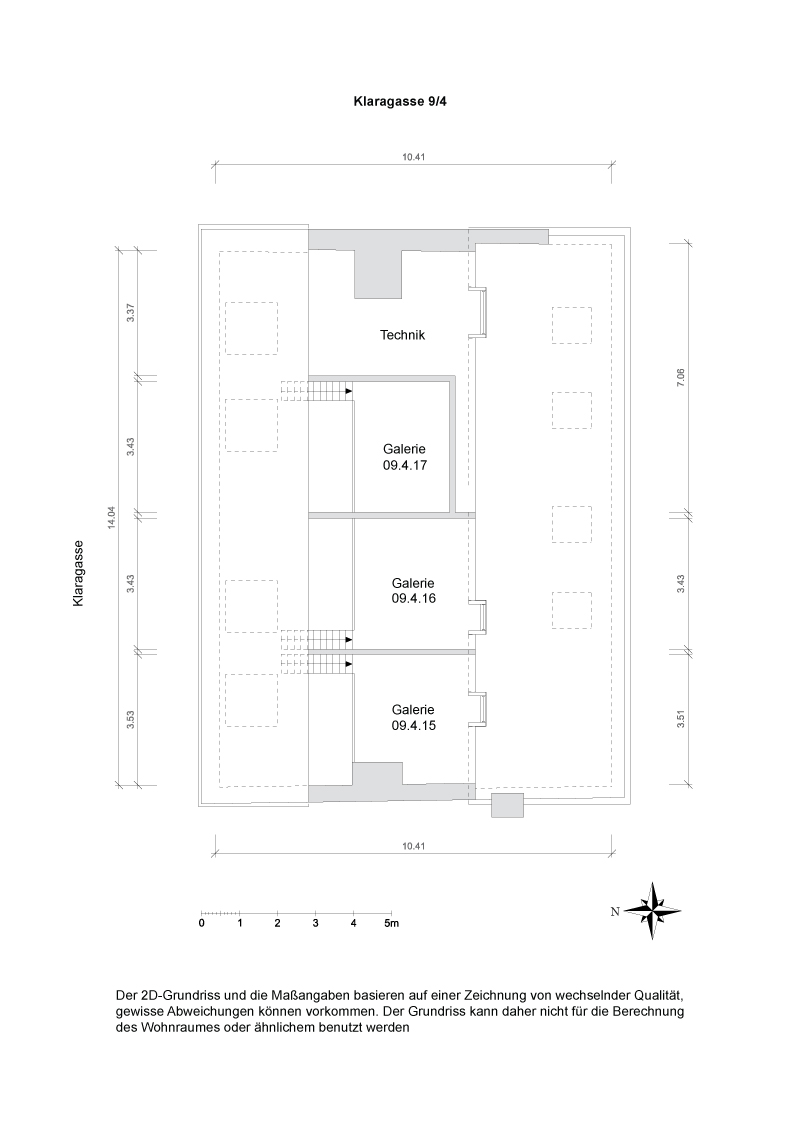 Klaragasse 9/4
10.41
3.37
Technik
7.06
3.43
Galerie
09.4.17
14.04
Klaragasse
3.43
Galerie
09.4.16
3.43
3.53
Galerie
09.4.15
3.51
10.41
0 1 2 3 4 5m
N
Der 2D-Grundriss und die Maßangaben basieren auf einer Zeichnung von wechselnder Qualität,
gewisse Abweichungen können vorkommen. Der Grundriss kann daher nicht für die Berechnung
des Wohnraumes oder ähnlichem benutzt werden